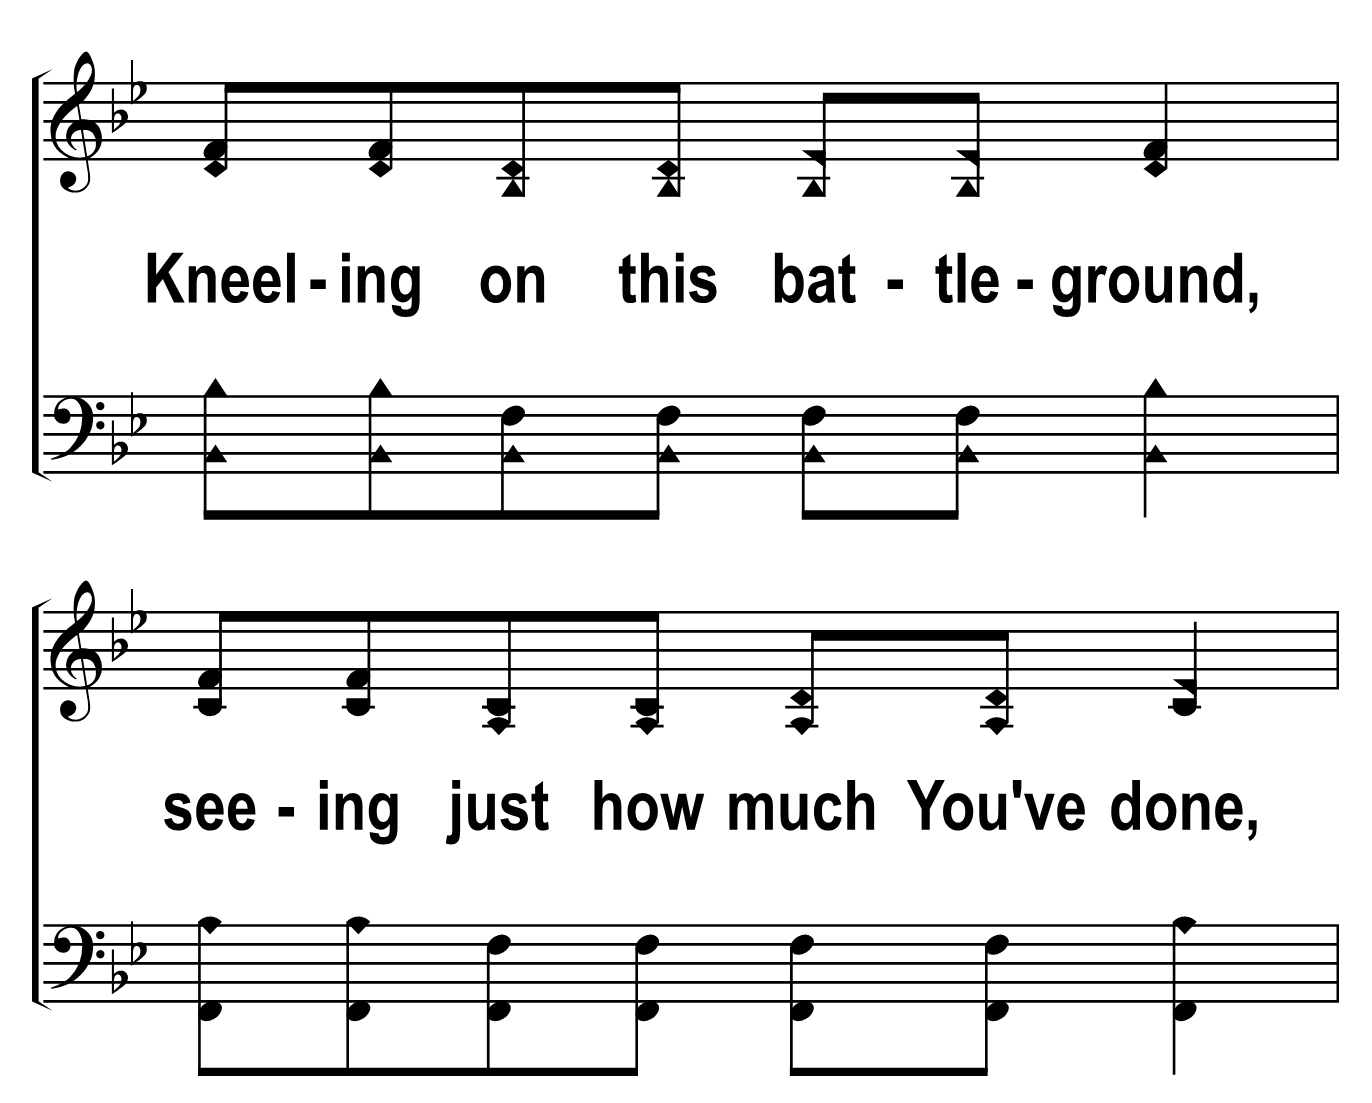 Kneel - ing on this bat - tle - ground,
see - ing just how much You've done,